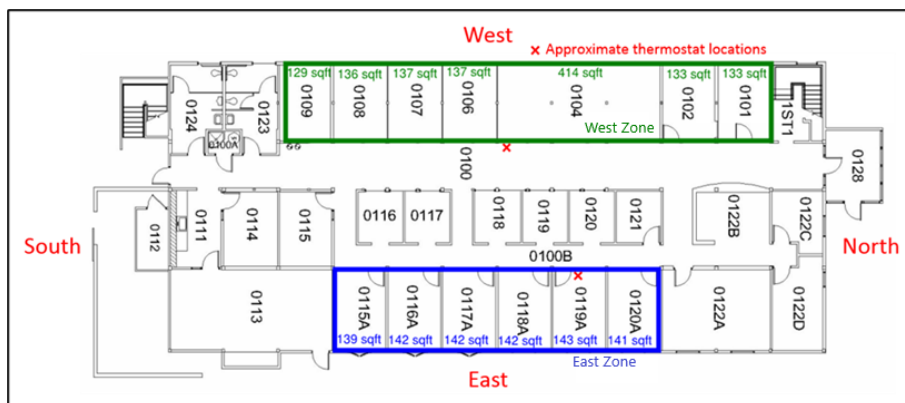 West
× Approximate thermostat locations
129 sqft 136 sqft 137 sqft 137 sqft 414 sqft 133 sqft 133 sqft
0124 0123 0109 0108 0107 0106 0104 0102 0101 1ST1
West Zone
0100A
0100
0128
0116 0117 0118 0119 0120 0121
0112 0111 0114 0115 0122B 0122C
South
North
0100B
0113 0115A 0116A 0117A 0118A 0119A 0120A 0122A 0122D
139 sqft 142 sqft 142 sqft 142 sqft 143 sqft 141 sqft
East Zone
East